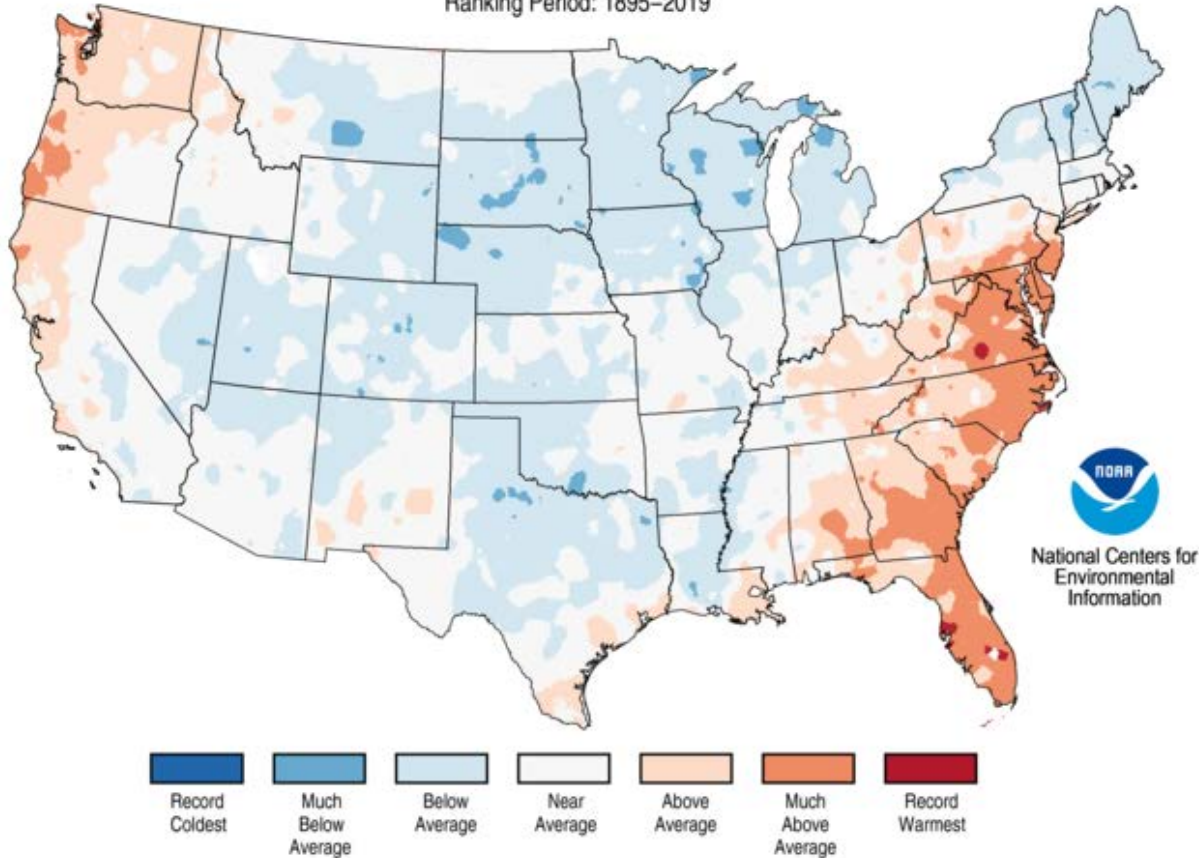 Ranking Period: 1895–2019
NOAA
National Centers for
Environmental
Information
Record
Coldest
Much
Below
Average
Below
Average
Near
Average
Above
Average
Much
Above
Average
Record
Warmest